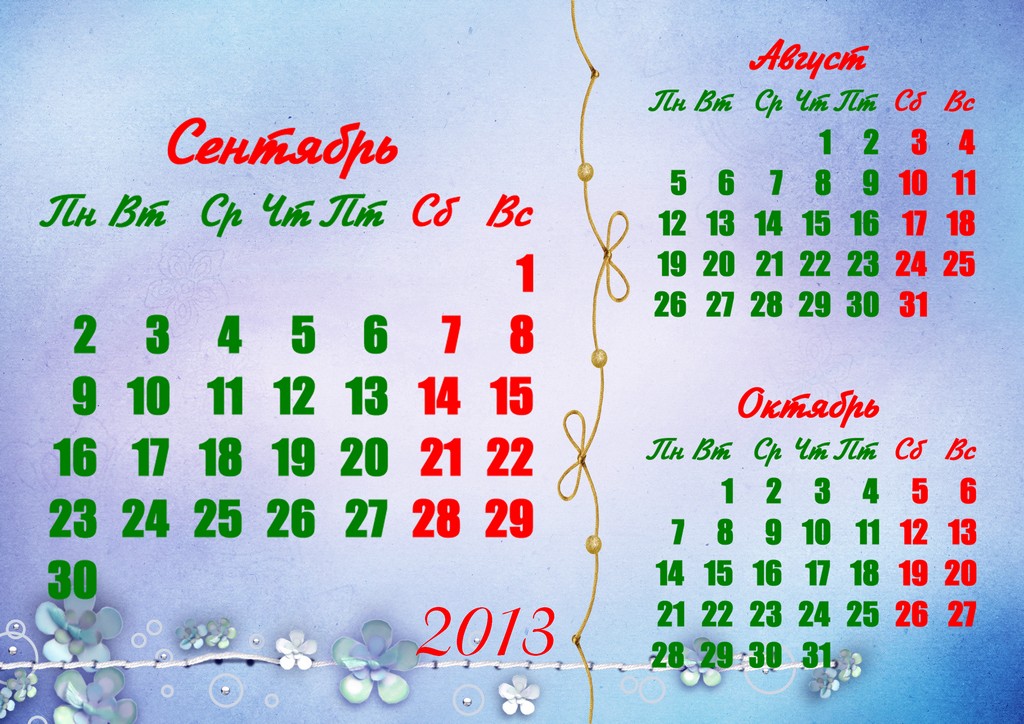 Сентябрь
Пн Вт Ср Чт Пт Сб Вс
1
2 3 4 5 6 7 8
9 10 11 12 13 14 15
16 17 18 19 20 21 22
23 24 25 26 27 28 29
30
2013
Август
Пн Вт Ср Чт Пт Сб Вс
1 2 3 4
5 6 7 8 9 10 11
12 13 14 15 16 17 18
19 20 21 22 23 24 25
26 27 28 29 30 31
Октябрь
Пн Вт Ср Чт Пт Сб Вс
1 2 3 4 5 6
7 8 9 10 11 12 13
14 15 16 17 18 19 20
21 22 23 24 25 26 27
28 29 30 31